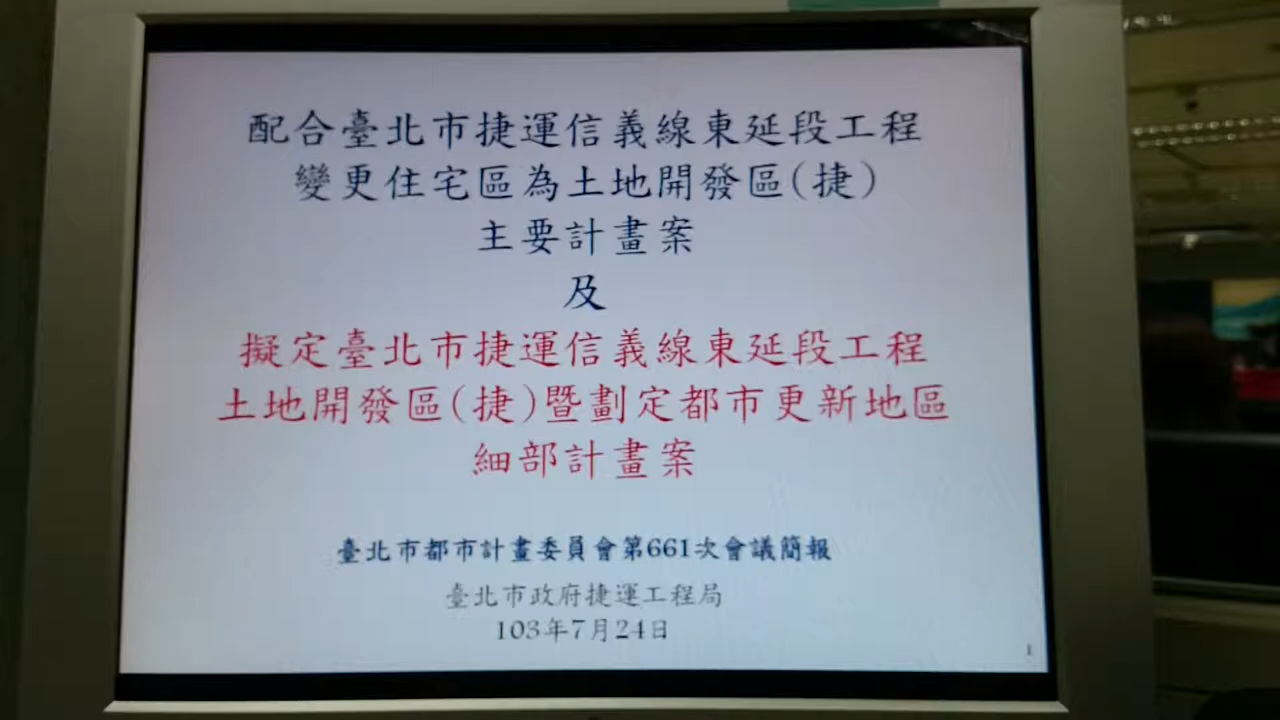 配合臺北市捷運信義線東延段工程
變更住宅區為土地開發區(捷)
主要計畫案
及
擬定臺北市捷運信義線東延段工程
土地開發區(捷)暨劃定都市更新地區
細部計畫案
臺北市都市計畫委員會第661次會議簡報
臺北市政府捷運工程局
103年7月24日
1